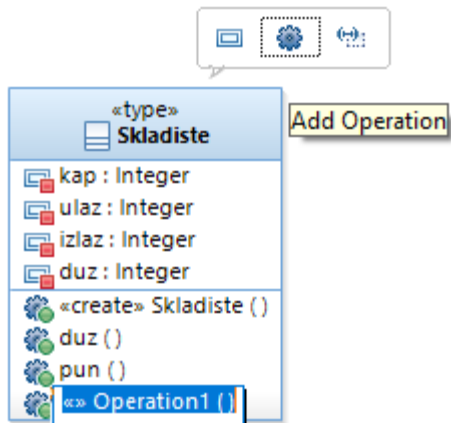 «type»
Skladiste
Add Operation
kap : Integer
ulaz : Integer
izlaz : Integer
duz : Integer
«create» Skladiste ()
duz ()
pun ()
«» Operation1 ()